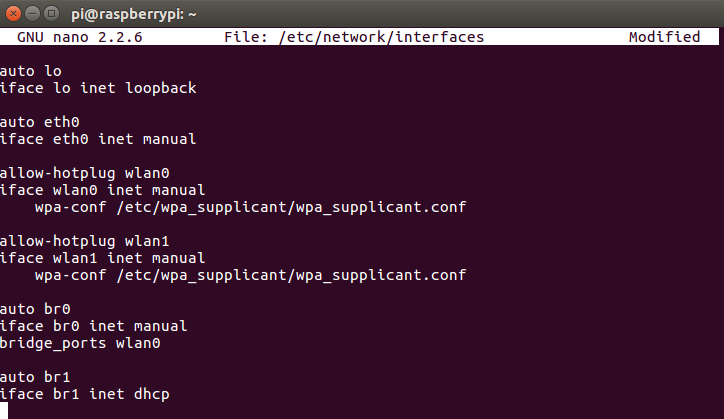 pi@raspberrypi: ~
GNU nano 2.2.6 File: /etc/network/interfaces Modified
auto lo
iface lo inet loopback
auto eth0
iface eth0 inet manual
allow-hotplug wlan0
iface wlan0 inet manual
wpa-conf /etc/wpa_supplicant/wpa_supplicant.conf
allow-hotplug wlan1
iface wlan1 inet manual
wpa-conf /etc/wpa_supplicant/wpa_supplicant.conf
auto br0
iface br0 inet manual
bridge_ports wlan0
auto br1
iface br1 inet dhcp